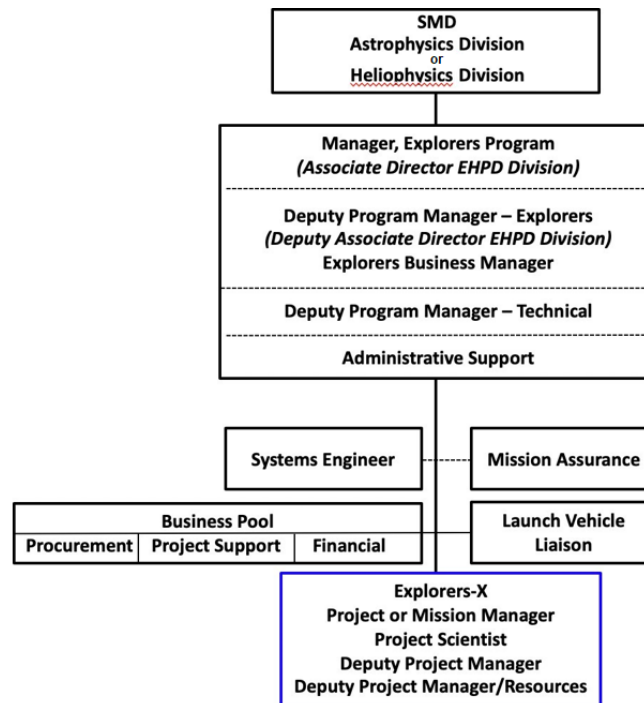 SMD
Astrophysics Division
or
Heliophysics Division
Manager, Explorers Program
(Associate Director EHPD Division)
Deputy Program Manager – Explorers
(Deputy Associate Director EHPD Division)
Explorers Business Manager
Deputy Program Manager – Technical
Administrative Support
Systems Engineer
Mission Assurance
Business Pool
Procurement
Project Support
Financial
Launch Vehicle
Liaison
Explorers-X
Project or Mission Manager
Project Scientist
Deputy Project Manager
Deputy Project Manager/Resources